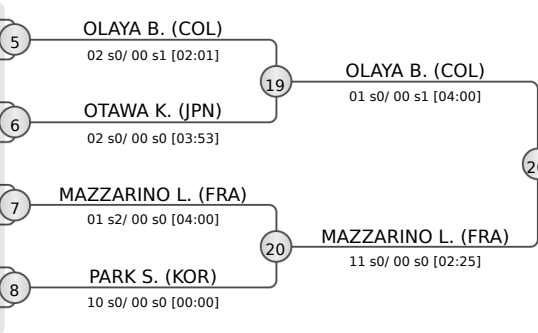 5
OLAYA B. (COL)
02 s0/ 00 s1 [02:01]
6
OTAWA K. (JPN)
02 s0/ 00 s0 [03:53]
19
OLAYA B. (COL)
01 s0/ 00 s1 [04:00]
7
MAZZARINO L. (FRA)
01 s2/ 00 s0 [04:00]
8
PARK S. (KOR)
10 s0/ 00 s0 [00:00]
20
MAZZARINO L. (FRA)
11 s0/ 00 s0 [02:25]